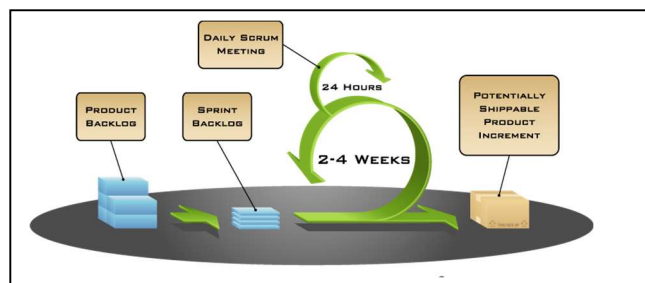 DAILY SCRUM
MEETING
24 HOURS
PRODUCT
BACKLOG
SPRINT
BACKLOG
POTENTIALLY
SHIPPABLE
PRODUCT
INCREMENT
2-4 WEEKS